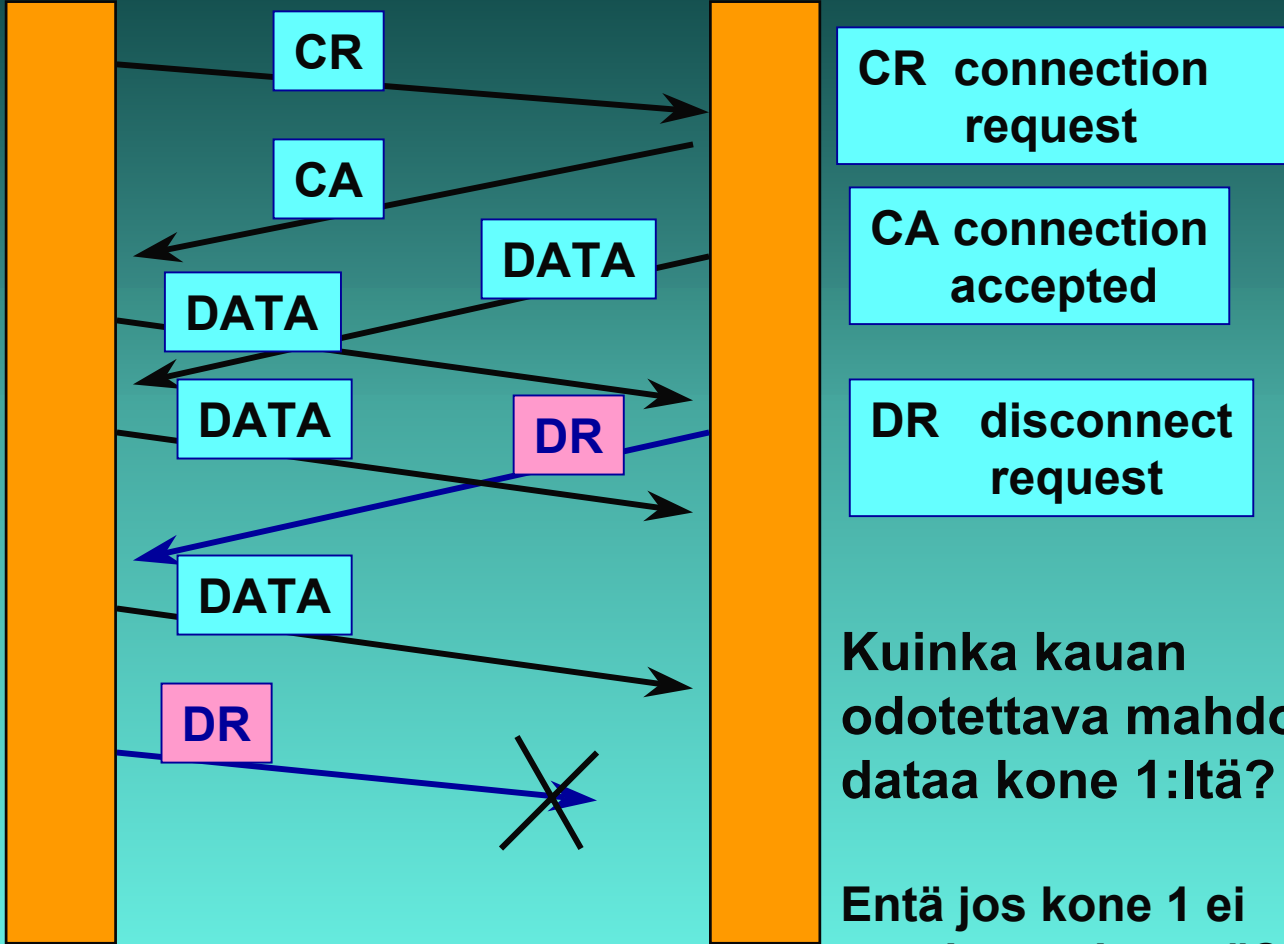 CR
CR connection
request
CA
CA connection
accepted
DATA
DATA
DATA
DR
DR disconnect
request
DATA
DR
Kuinka kauan
odotettava
dataa kone 1:ltä?
Entä jos kone 1 ei